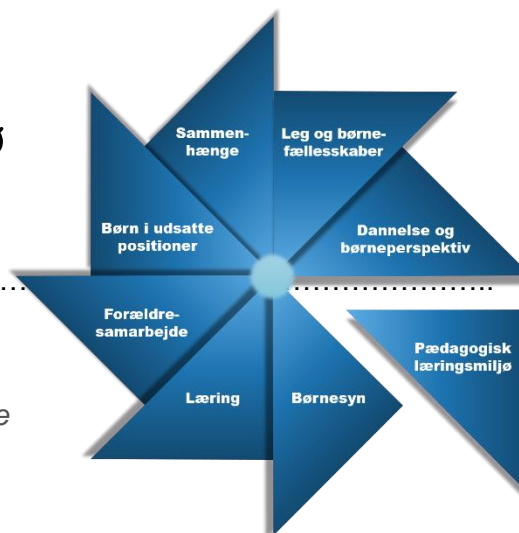 ø
Sammen-
hænge
Leg og børne-
fællesskaber
Børn i udsatte
positioner
Dannelse og
børneperspektiv
Forældre-
samarbejde
Pædagogisk
læringsmiljø
Læring
Børnesyn
e